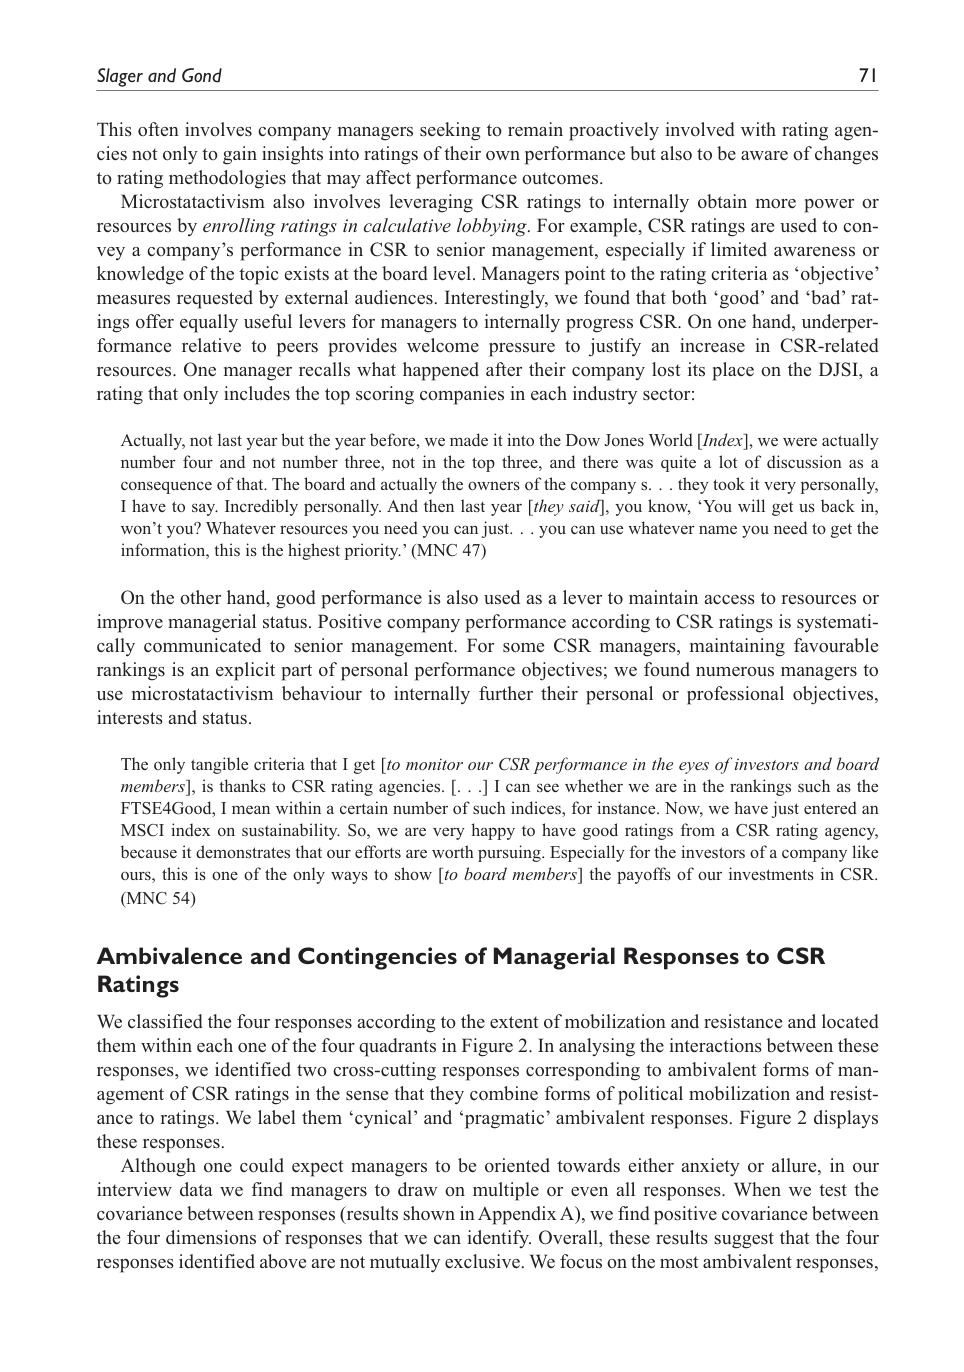 Slager and Gond 71
This often involves company managers seeking to remain proactively involved with rating agen-
cies not only to gain insights into ratings of their own performance but also to be aware of changes
to rating methodologies that may affect performance outcomes.
Microstatactivism also involves leveraging CSR ratings to internally obtain more power or
resources by enrolling ratings in calculative lobbying. For example, CSR ratings are used to con-
vey a company’s performance in CSR to senior management, especially if limited awareness or
knowledge of the topic exists at the board level. Managers point to the rating criteria as ‘objective’
measures requested by external audiences. Interestingly, we found that both ‘good’ and ‘bad’ rat-
ings offer equally useful levers for managers to internally progress CSR. On one hand, underper-
formance relative to peers provides welcome pressure to justify an increase in CSR-related
resources. One manager recalls what happened after their company lost its place on the DJSI, a
rating that only includes the top scoring companies in each industry sector:
Actually, not last year but the year before, we made it into the Dow Jones World [Index], we were actually
number four and not number three, not in the top three, and there was quite a lot of discussion as a
consequence of that. The board and actually the owners of the company s. . . they took it very personally,
I have to say. Incredibly personally. And then last year [they said], you know, ‘You will get us back in,
won’t you? Whatever resources you need you can just. . . you can use whatever name you need to get the
information, this is the highest priority.’ (MNC 47)
On the other hand, good performance is also used as a lever to maintain access to resources or
improve managerial status. Positive company performance according to CSR ratings is systemati-
cally communicated to senior management. For some CSR managers, maintaining favourable
rankings is an explicit part of personal performance objectives; we found numerous managers to
use microstatactivism behaviour to internally further their personal or professional objectives,
interests and status.
The only tangible criteria that I get [to monitor our CSR performance in the eyes of investors and board
members], is thanks to CSR rating agencies. [. . .] I can see whether we are in the rankings such as the
FTSE4Good, I mean within a certain number of such indices, for instance. Now, we have just entered an
MSCI index on sustainability. So, we are very happy to have good ratings from a CSR rating agency,
because it demonstrates that our efforts are worth pursuing. Especially for the investors of a company like
ours, this is one of the only ways to show [to board members] the payoffs of our investments in CSR.
(MNC 54)
Ambivalence and Contingencies of Managerial Responses to CSR
Ratings
We classified the four responses according to the extent of mobilization and resistance and located
them within each one of the four quadrants in Figure 2. In analysing the interactions between these
responses, we identified two cross-cutting responses corresponding to ambivalent forms of man-
agement of CSR ratings in the sense that they combine forms of political mobilization and resist-
ance to ratings. We label them ‘cynical’ and ‘pragmatic’ ambivalent responses. Figure 2 displays
these responses.
Although one could expect managers to be oriented towards either anxiety or allure, in our
interview data we find managers to draw on multiple or even all responses. When we test the
covariance between responses (results shown in Appendix A), we find positive covariance between
the four dimensions of responses that we can identify. Overall, these results suggest that the four
responses identified above are not mutually exclusive. We focus on the most ambivalent responses,